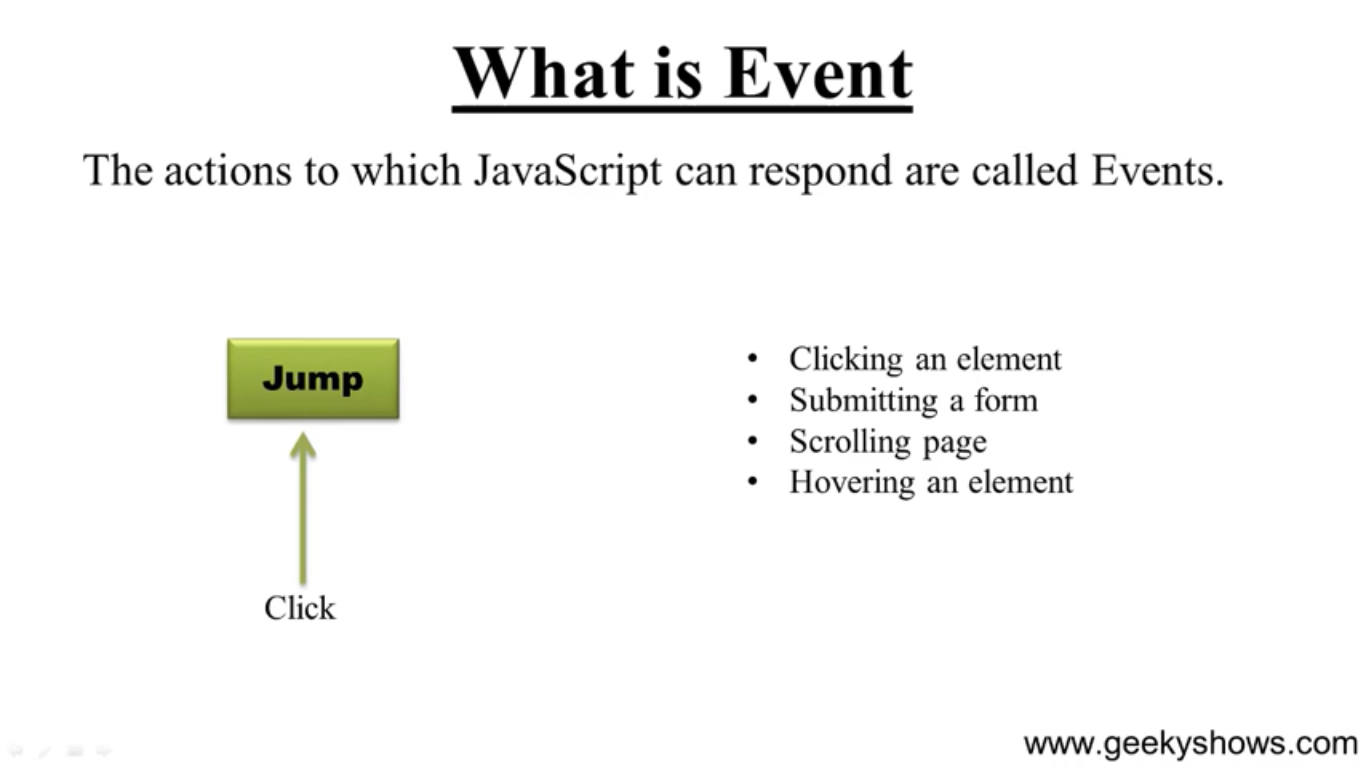 What is Event
The actions to which JavaScript can respond are called Events.
Jump
Click
• Clicking an element
• Submitting a form
• Scrolling page
• Hovering an element
www.geekyshows.com